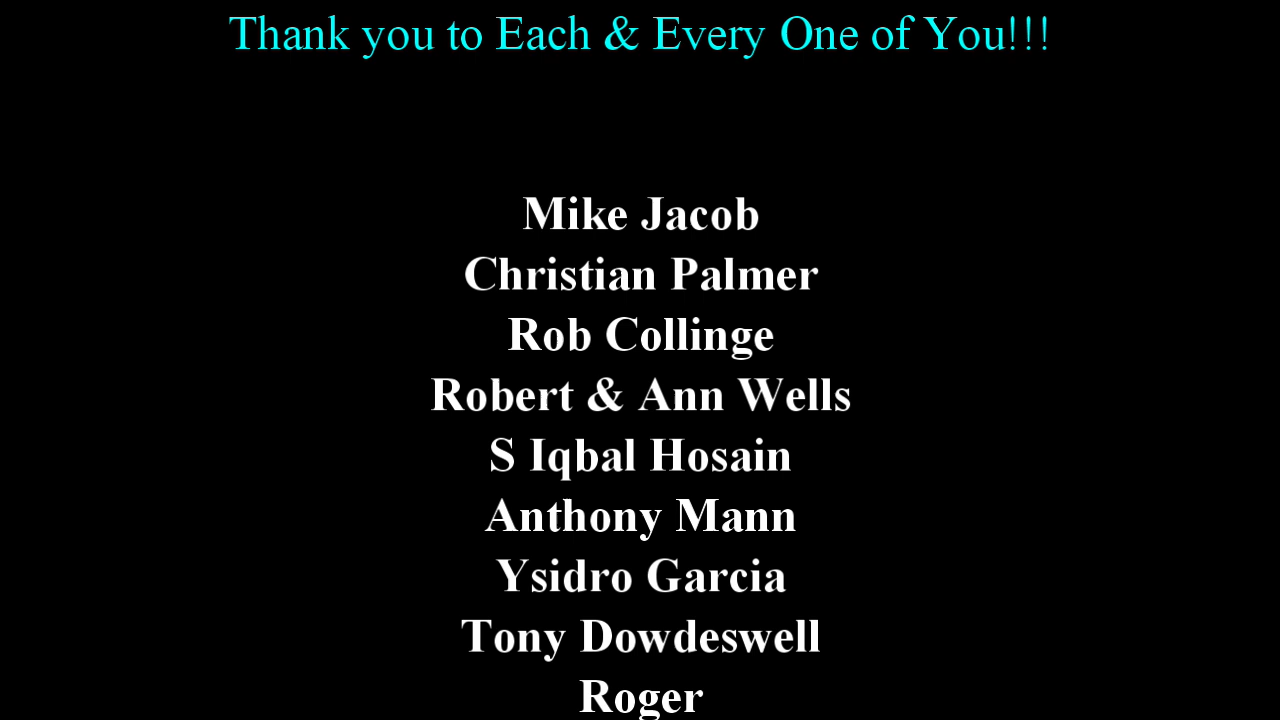 Thank you to Each & Every One of You!!!
Mike Jacob
Christian Palmer
Rob Collinge
Robert & Ann Wells
S Iqbal Hosain
Anthony Mann
Ysidro Garcia
Tony Dowdeswell
Roger